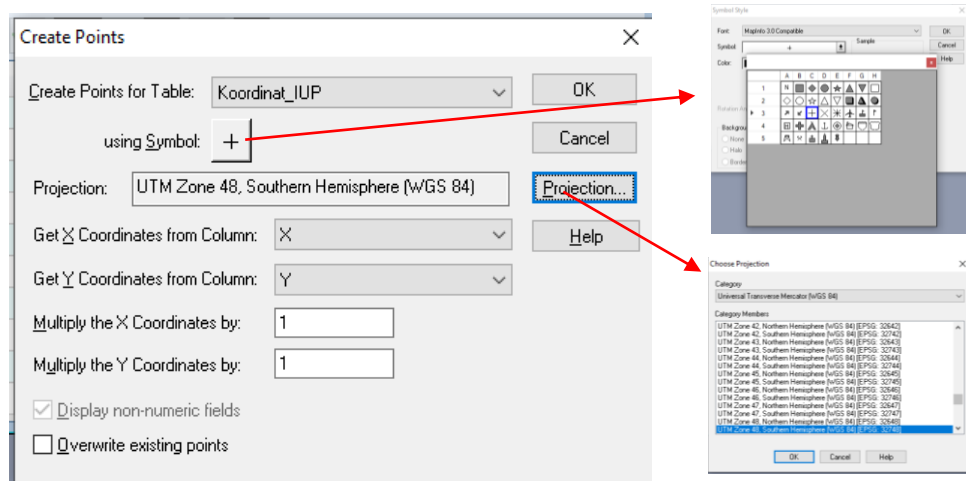 Create Points
Create Points for Table: Koordinat_IUP OK
using Symbol: + Cancel
Projection: UTM Zone 48, Southern Hemisphere (WGS 84) Projection...
Get X Coordinates from Column: X Help
Get Y Coordinates from Column: Y
Multiply the X Coordinates by: 1
Multiply the Y Coordinates by: 1
Display non-numeric fields
Overwrite existing points
Symbol Style
Font: MapInfo 3.0 Compatible OK
Symbol: + Sample Cancel
Color: Help
A B C D E F G H
1 N
2
3
4
5
Rotation
Backgrou
None
Halo
Border
Choose Projection
Category
Universal Transverse Mercator (WGS 84)
Category Members
UTM Zone 42, Northern Hemisphere (WGS 84) [EPSG: 32642]
UTM Zone 42, Southern Hemisphere (WGS 84) [EPSG: 32742]
UTM Zone 43, Northern Hemisphere (WGS 84) [EPSG: 32643]
UTM Zone 43, Southern Hemisphere (WGS 84) [EPSG: 32743]
UTM Zone 44, Northern Hemisphere (WGS 84) [EPSG: 32644]
UTM Zone 44, Southern Hemisphere (WGS 84) [EPSG: 32744]
UTM Zone 45, Northern Hemisphere (WGS 84) [EPSG: 32645]
UTM Zone 45, Southern Hemisphere (WGS 84) [EPSG: 32745]
UTM Zone 46, Northern Hemisphere (WGS 84) [EPSG: 32646]
UTM Zone 46, Southern Hemisphere (WGS 84) [EPSG: 32746]
UTM Zone 47, Northern Hemisphere (WGS 84) [EPSG: 32647]
UTM Zone 47, Southern Hemisphere (WGS 84) [EPSG: 32747]
UTM Zone 48, Northern Hemisphere (WGS 84) [EPSG: 32648]
UTM Zone 48, Southern Hemisphere (WGS 84) [EPSG: 32748]
OK Cancel Help